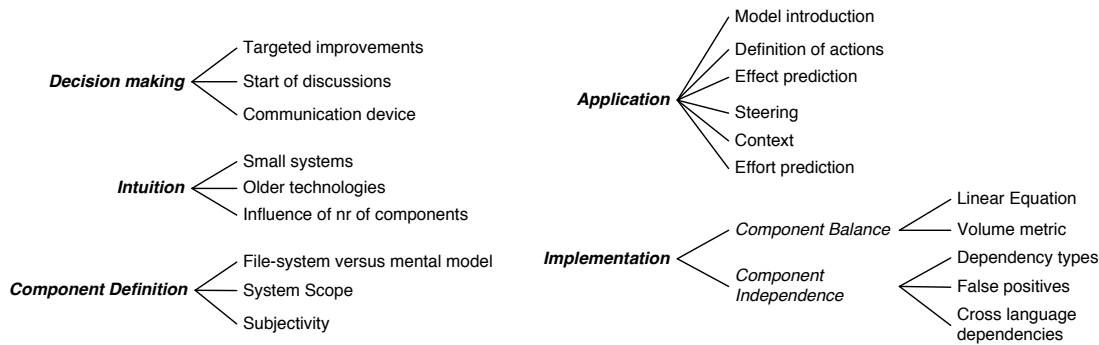 Decision making
Targeted improvements
Start of discussions
Communication device
Intuition
Small systems
Older technologies
Influence of nr of components
Component Definition
File-system versus mental model
System Scope
Subjectivity
Application
Model introduction
Definition of actions
Effect prediction
Steering
Context
Effort prediction
Implementation
Component Balance
Linear Equation
Volume metric
Component
Independence
Dependency types
False positives
Cross language
dependencies